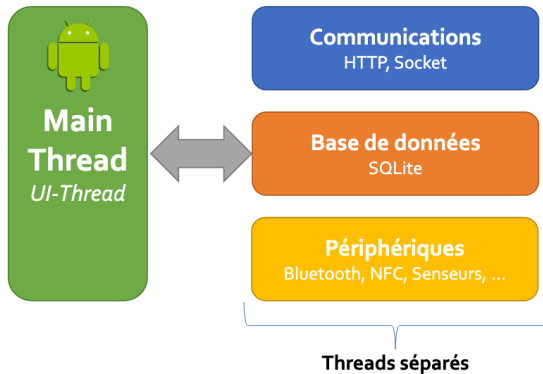 Main
Thread
UI-Thread
Communications
HTTP, Socket
Base de données
SQLite
Périphériques
Bluetooth, NFC, Senseurs, ...
Threads séparés